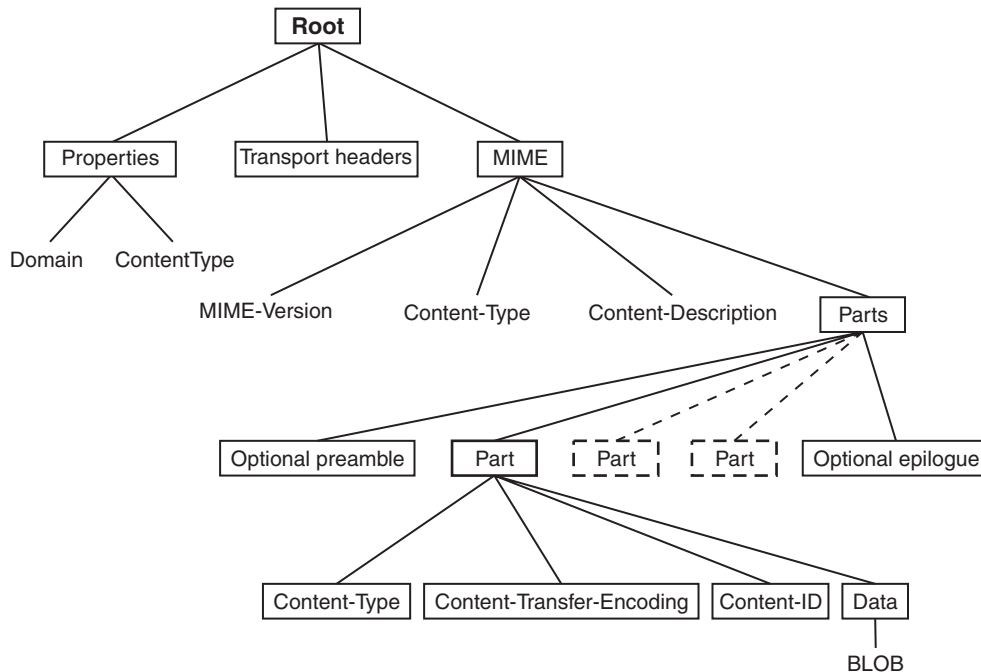 Root
Properties
Transport headers
MIME
Domain
ContentType
MIME-Version
Content-Type
Content-Description
Parts
Optional preamble
Part
Part
Part
Optional epilogue
Content-Type
Content-Transfer-Encoding
Content-ID
Data
BLOB